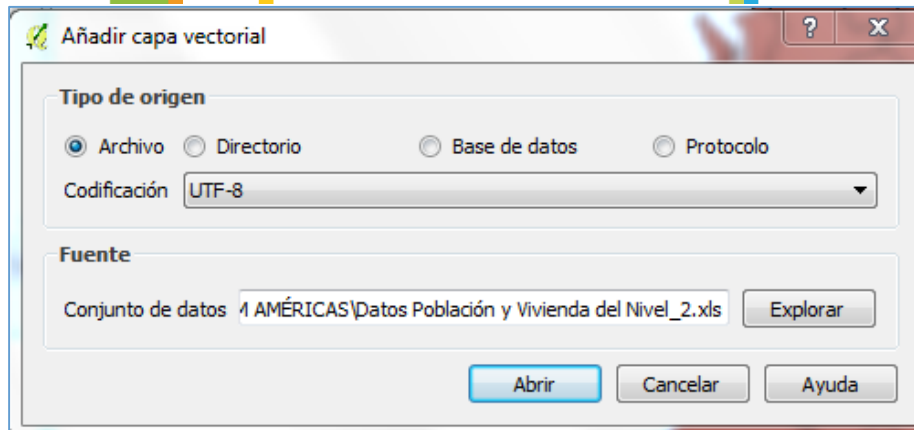 Añadir capa vectorial
Tipo de origen
Archivo Directorio Base de datos Protocolo
Codificación UTF-8
Fuente
Conjunto de datos AMÉRICAS\Datos Población y Vivienda del Nivel_2.xls Explorar
Abrir Cancelar Ayuda